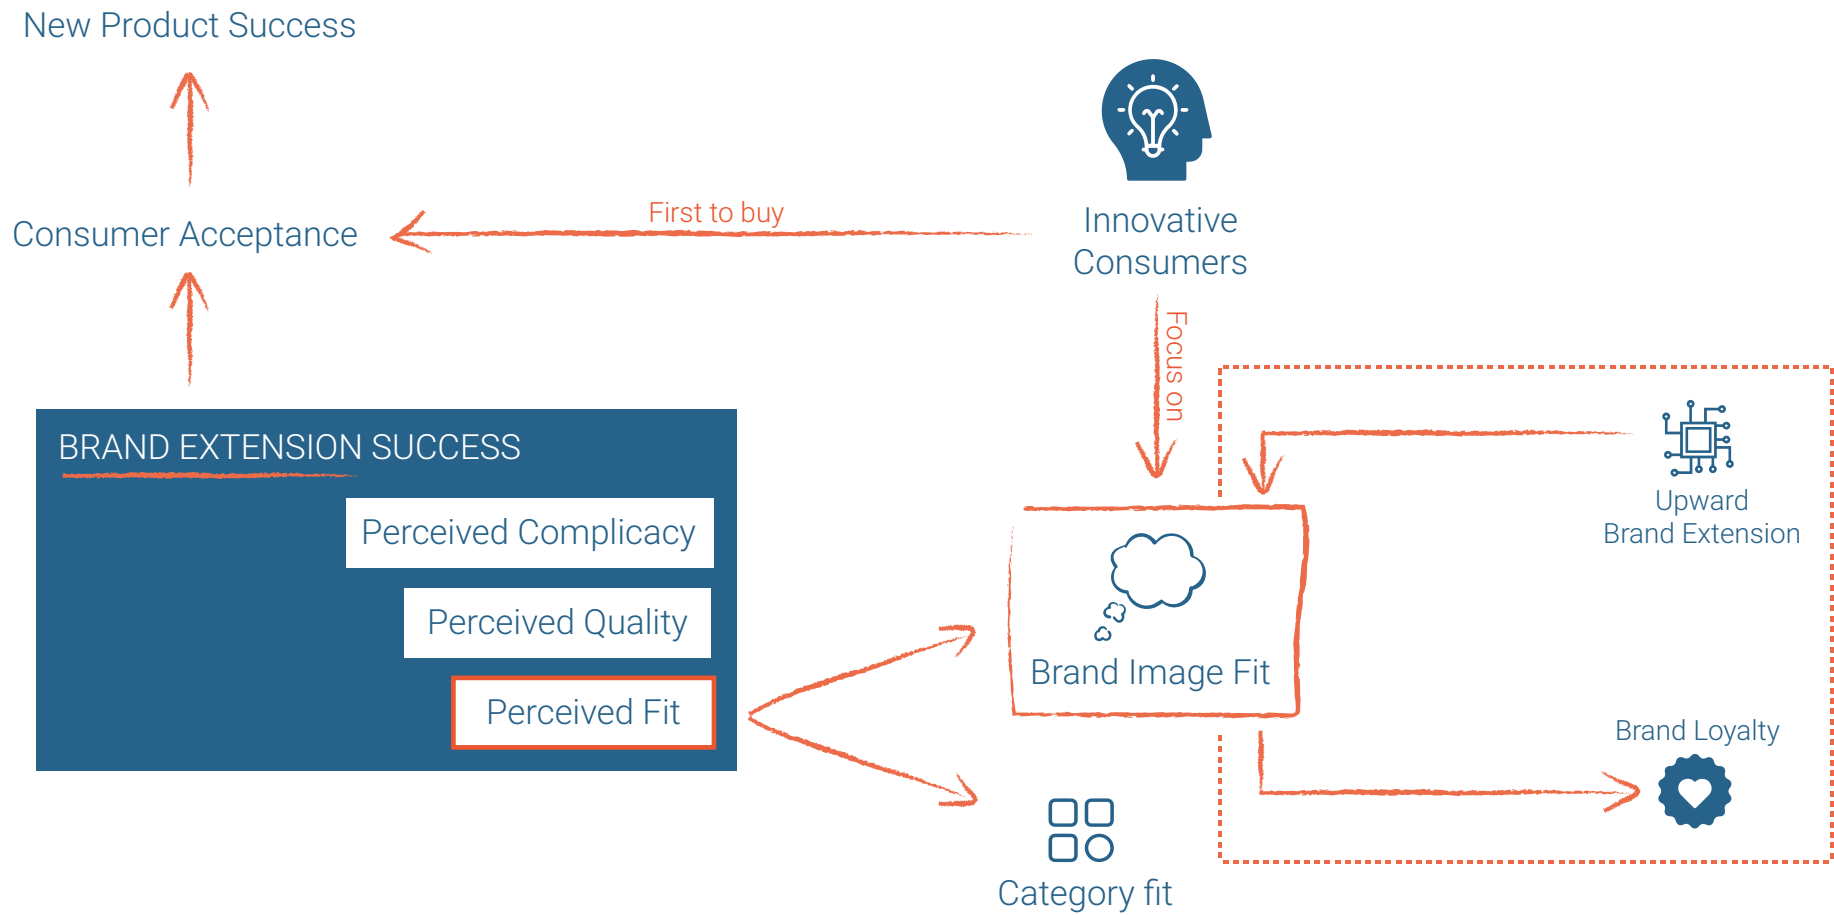 New Product Success
Consumer Acceptance
First to buy
Innovative
Consumers
Focus on
BRAND EXTENSION SUCCESS
Perceived Complicacy
Perceived Quality
Perceived Fit
Brand Image Fit
Category fit
Upward
Brand Extension
Brand Loyalty